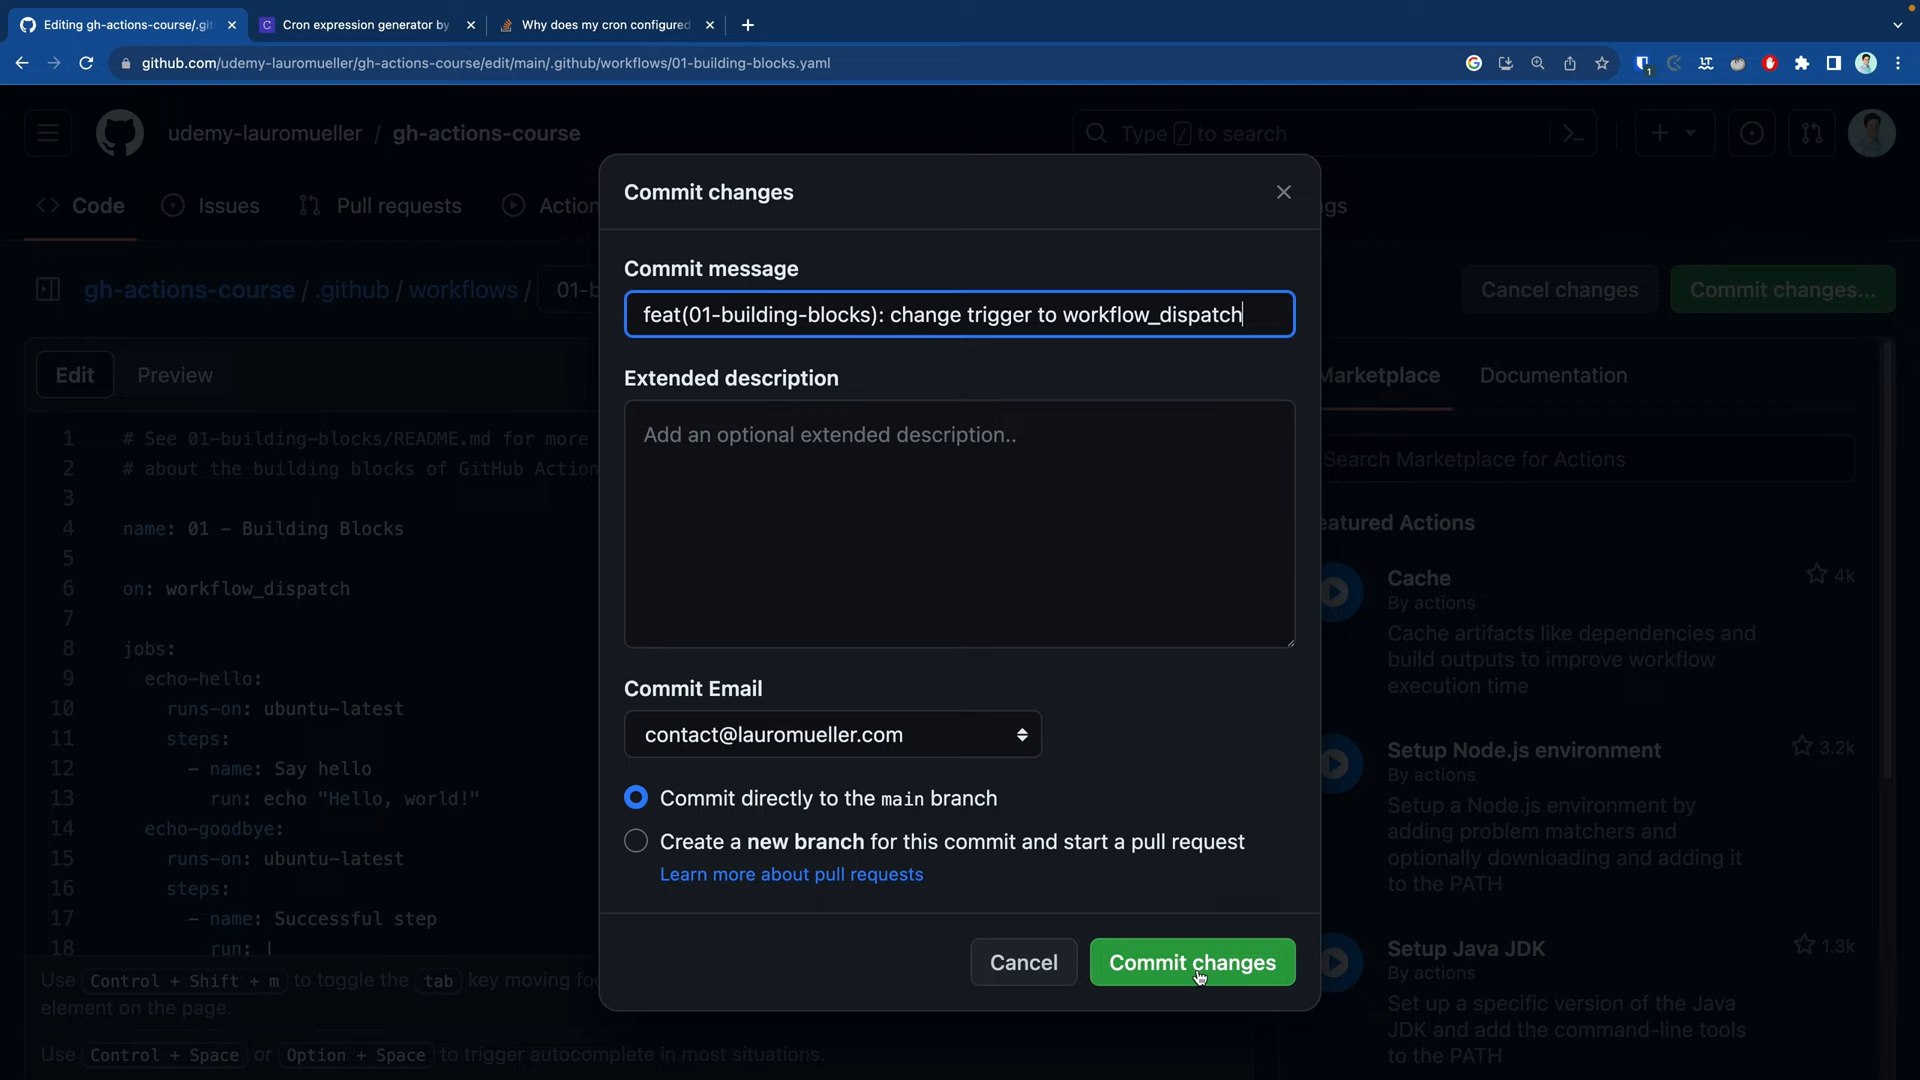 Editing gh-actions-course/.git
Cron expression generator by
Why does my cron configured
github.com/udemy-lauromueller/gh-actions-course/edit/main/.github/workflows/01-building-blocks.yaml
udemy-lauromueller / gh-actions-course
Type / to search
Code
Issues
Pull requests
Action
gs
gh-actions-course / .github / workflows / 01-b
Cancel changes
Commit changes...
Edit
Preview
1 # See 01-building-blocks/README.md for more
2 # about the building blocks of GitHub Action
3
4 name: 01 - Building Blocks
5
6 on: workflow_dispatch
7
8 jobs:
9 echo-hello:
10 runs-on: ubuntu-latest
11 steps:
12 - name: Say hello
13 run: echo "Hello, world!"
14 echo-goodbye:
15 runs-on: ubuntu-latest
16 steps:
17 - name: Successful step
18 run: |
Use Control + Shift + m to toggle the tab key moving fo
element on the page.
Use Control + Space or Option + Space to trigger autocomplete in most situations.
Commit changes
Commit message
feat(01-building-blocks): change trigger to workflow_dispatch
Extended description
Add an optional extended description..
Commit Email
contact@lauromueller.com
Commit directly to the main branch
Create a new branch for this commit and start a pull request
Learn more about pull requests
Cancel
Commit changes
Marketplace
Documentation
Search Marketplace for Actions
eatured Actions
Cache
4k
By actions
Cache artifacts like dependencies and
build outputs to improve workflow
execution time
Setup Node.js environment
3.2k
By actions
Setup a Node.js environment by
adding problem matchers and
optionally downloading and adding it
to the PATH
Setup Java JDK
1.3k
By actions
Set up a specific version of the Java
JDK and add the command-line tools
to the PATH